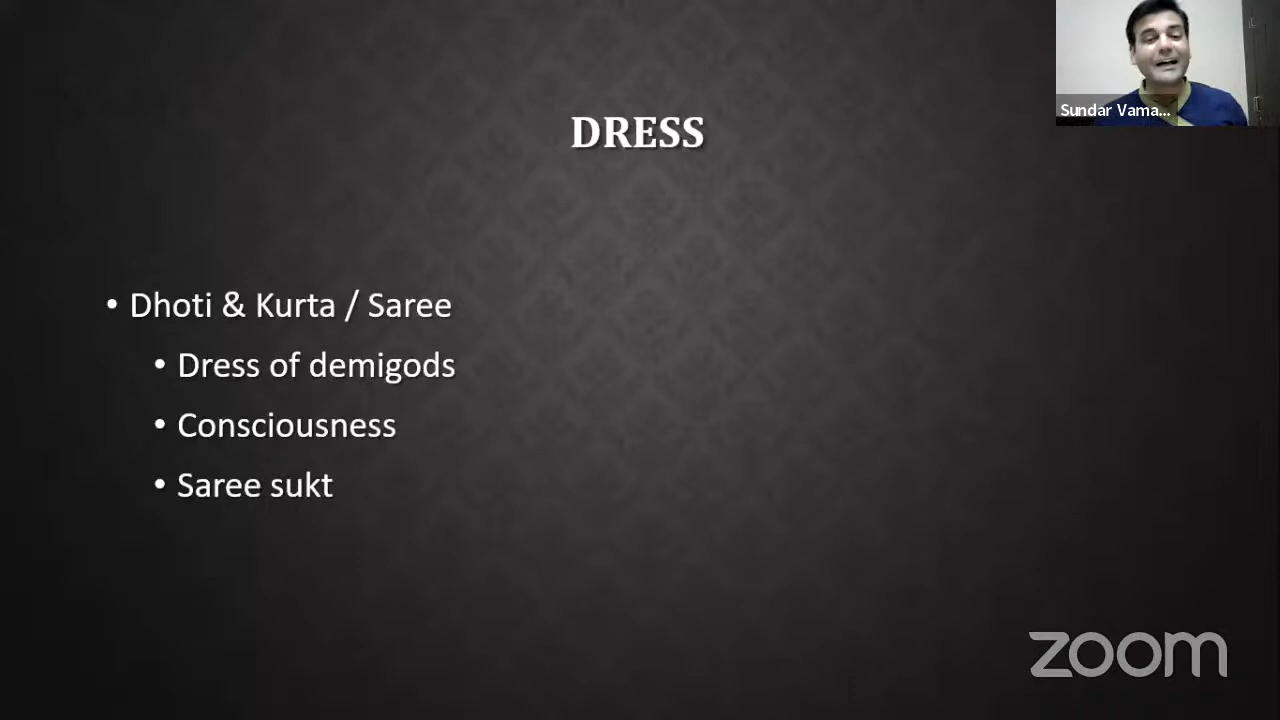 Sundar Vama...
DRESS
• Dhoti & Kurta / Saree
• Dress of demigods
• Consciousness
• Saree sukt
zoom